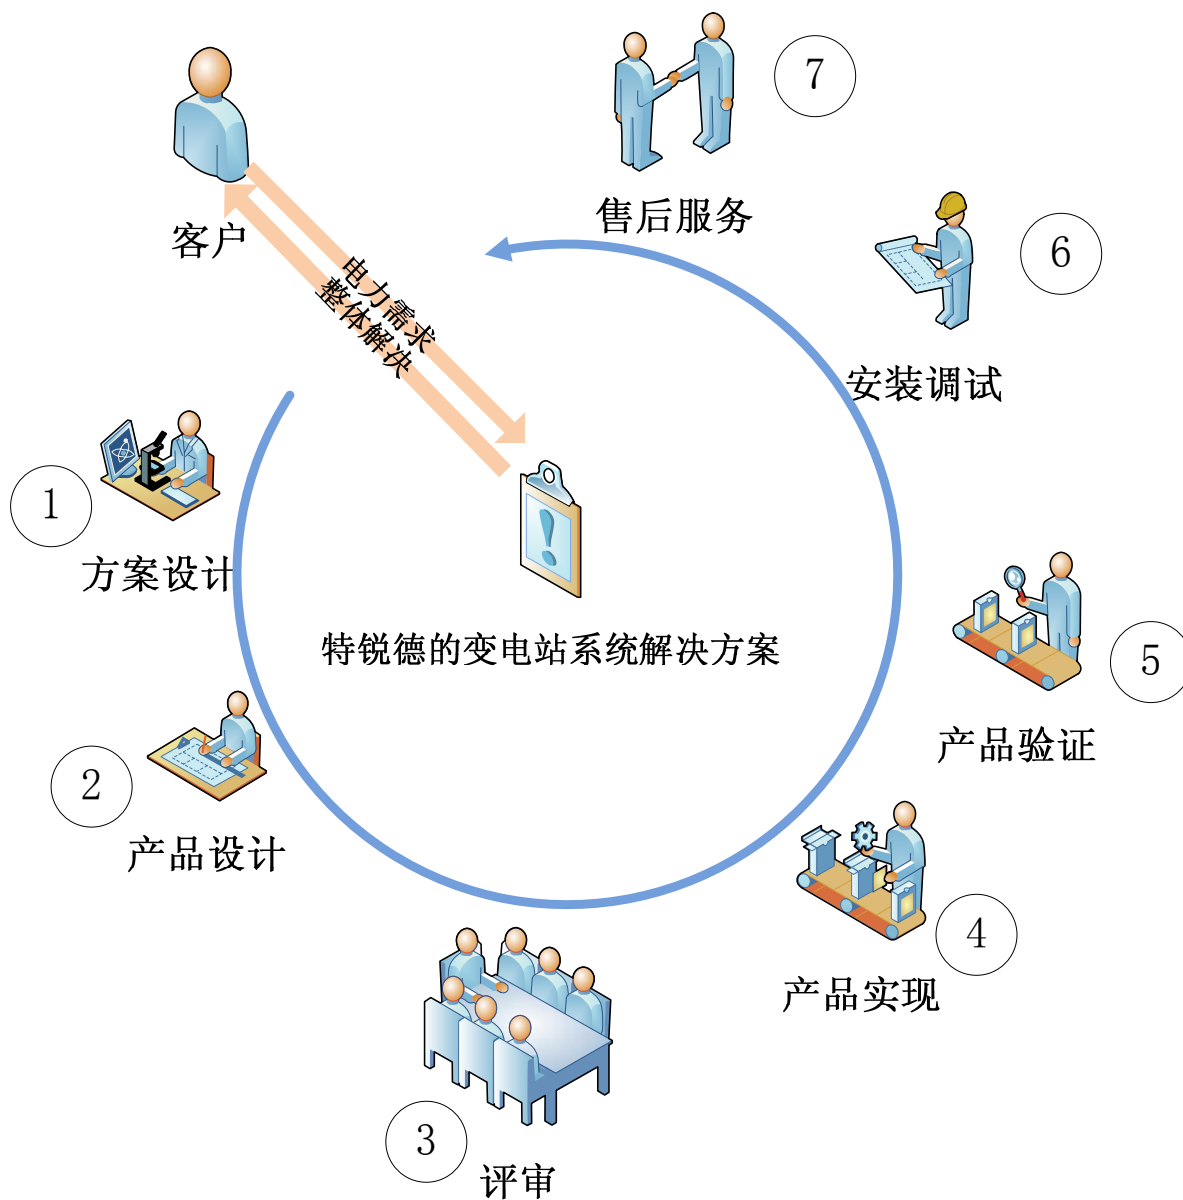 客户
电力需求
整体解决
特锐德的变电站系统解决方案
1
方案设计
2
产品设计
3
评审
4
产品实现
5
产品验证
6
安装调试
7
售后服务